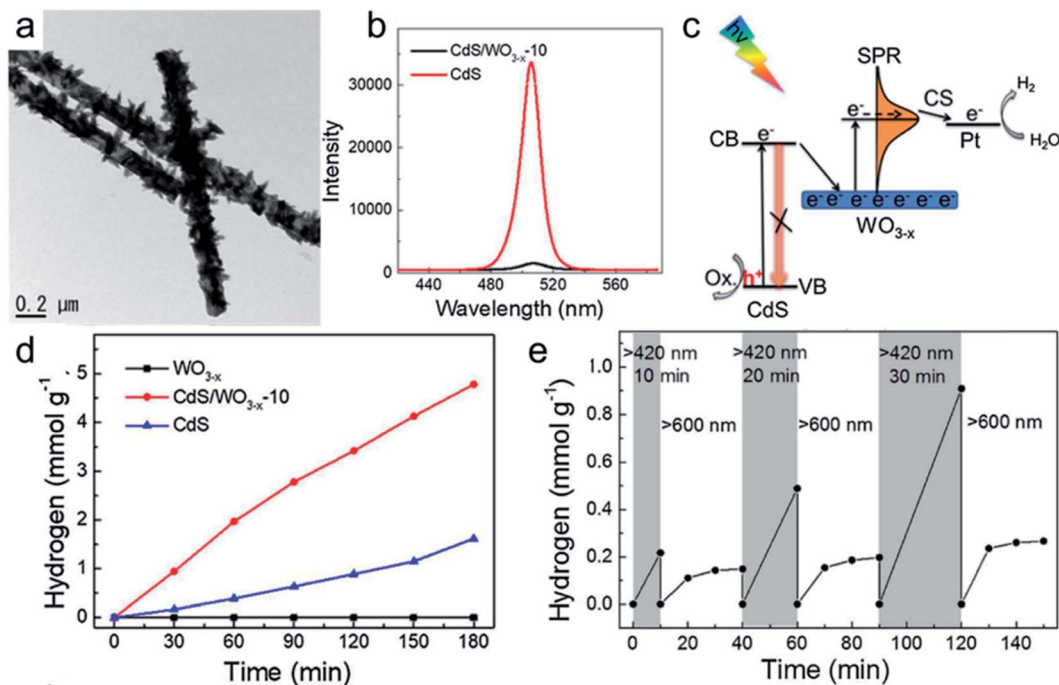 a
0.2 μm
b
CdS/WO3-x-10
CdS
30000
20000
10000
0
Intensity
440
480
520
560
Wavelength (nm)
c
hν
SPR
CS
e-
e-
H2
Pt
H2O
CB
e-
e- e- e- e- e- e- e-
WO3-x
Ox.
h+
VB
CdS
d
WO3-x
CdS/WO3-x-10
CdS
5
4
3
2
1
0
Hydrogen (mmol g-1)
0
30
60
90
120
150
180
Time (min)
e
>420 nm
10 min
>600 nm
>420 nm
20 min
>600 nm
>420 nm
30 min
>600 nm
1.0
0.8
0.6
0.4
0.2
0.0
Hydrogen (mmol g-1)
0
20
40
60
80
100
120
140
Time (min)